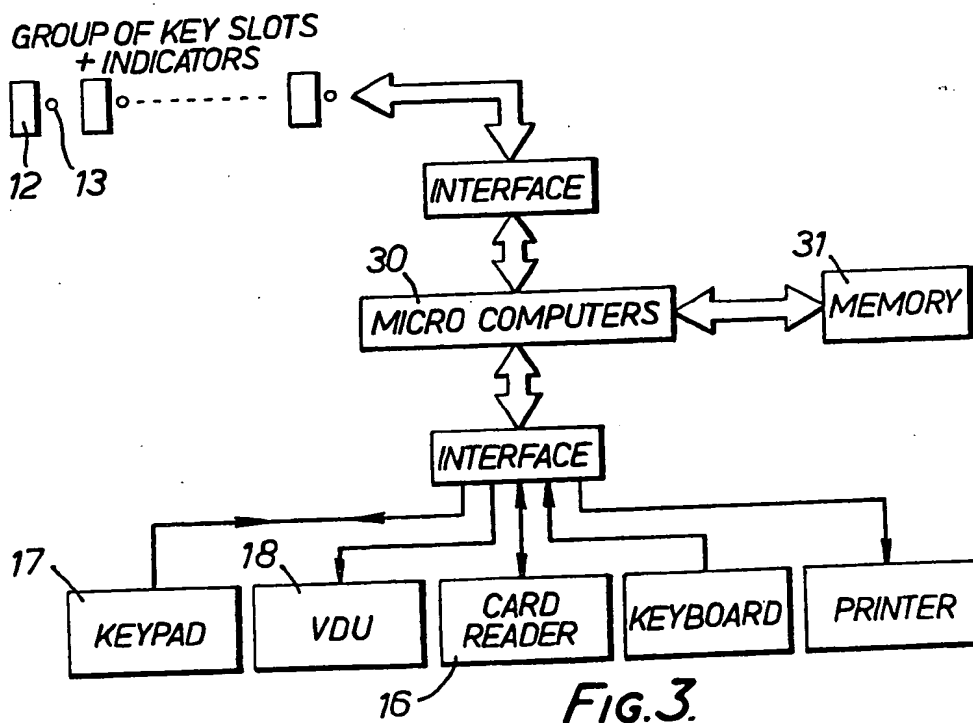 GROUP OF KEY SLOTS
+ INDICATORS
12
13
INTERFACE
30
MICRO COMPUTERS
31
MEMORY
INTERFACE
17
KEYPAD
18
VDU
CARD
READER
16
KEYBOARD
PRINTER
FIG.3.